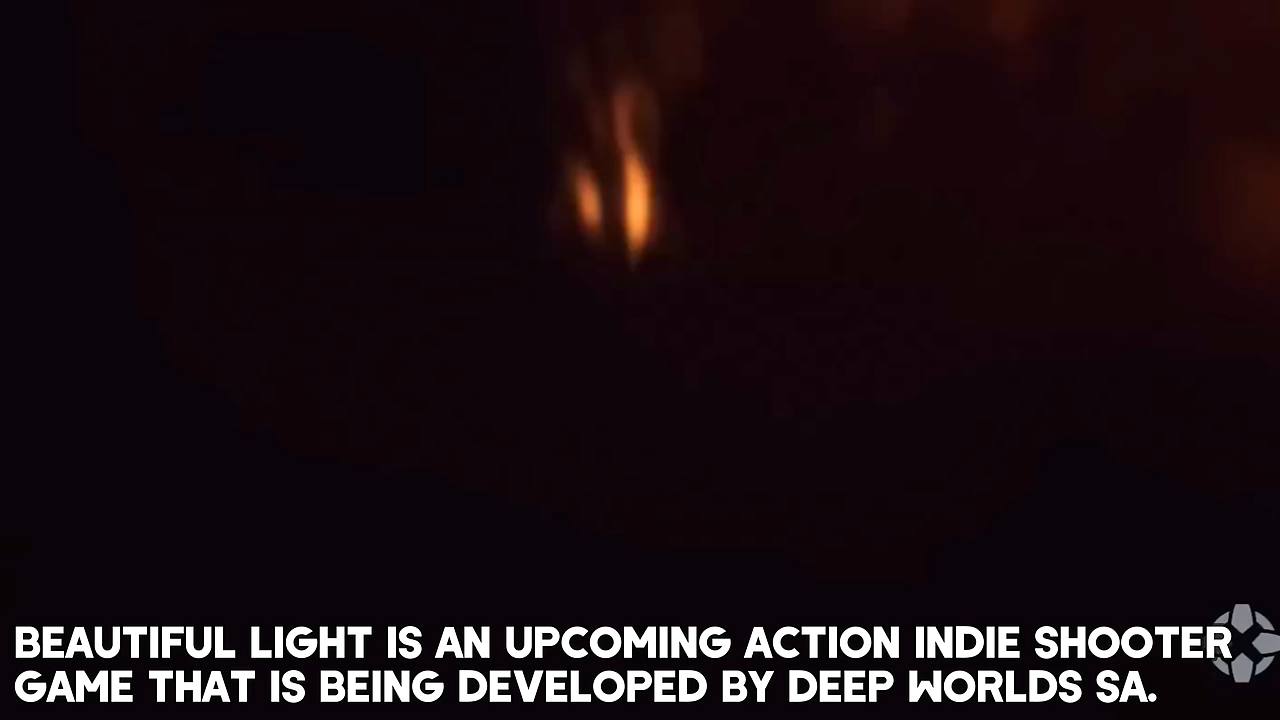 BEAUTIFUL LIGHT IS AN UPCOMING ACTION INDIE SHOOTER
GAME THAT IS BEING DEVELOPED BY DEEP WORLDS SA.